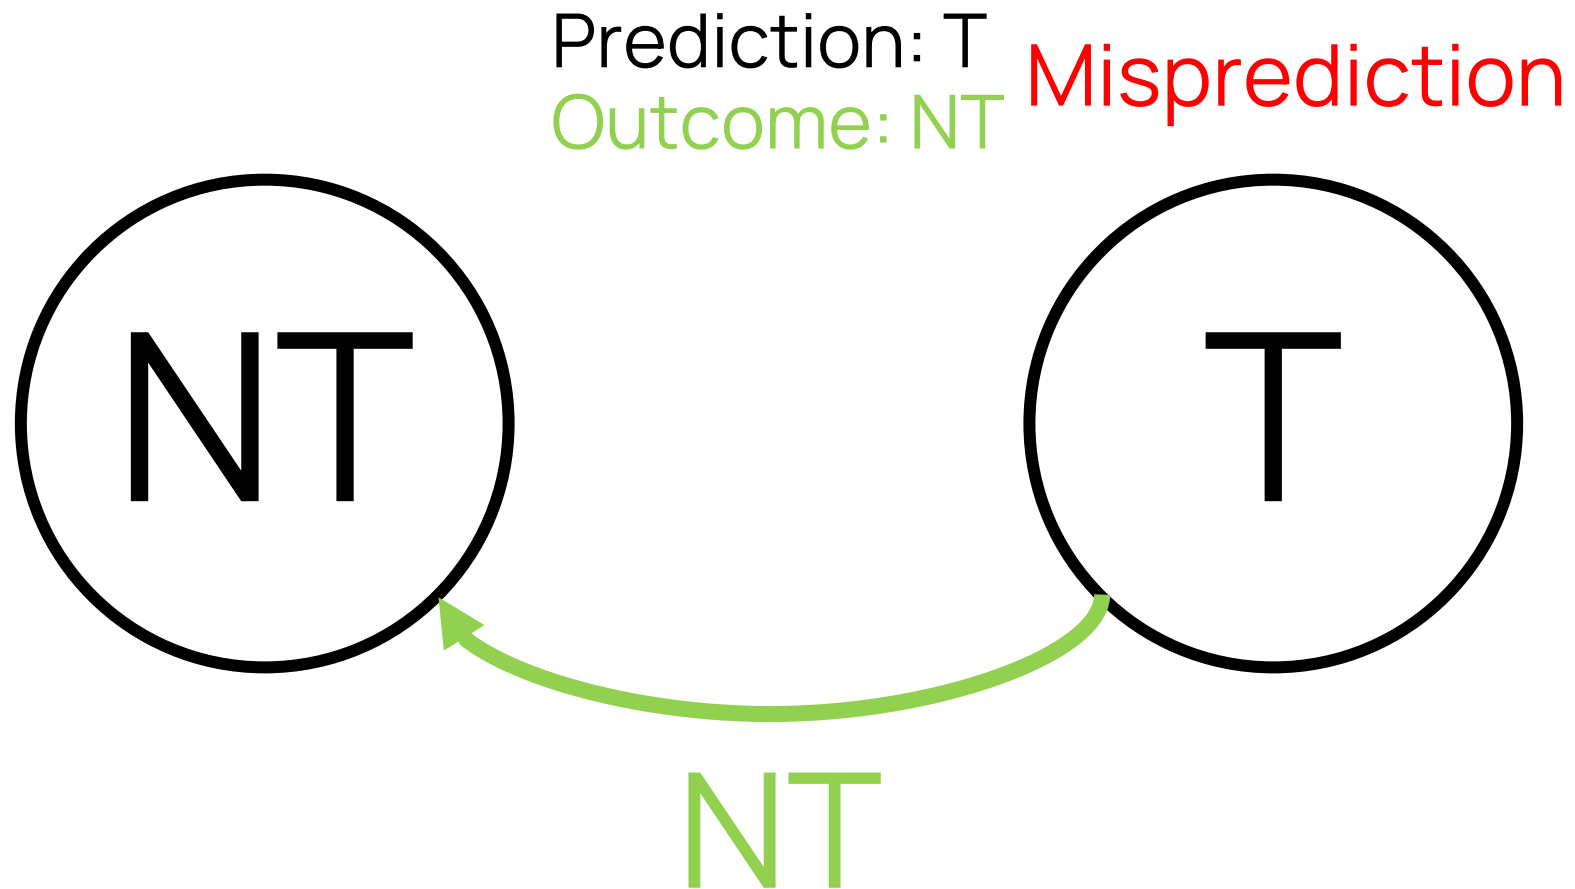 Prediction: T
Outcome: NT
Misprediction
NT
T
NT